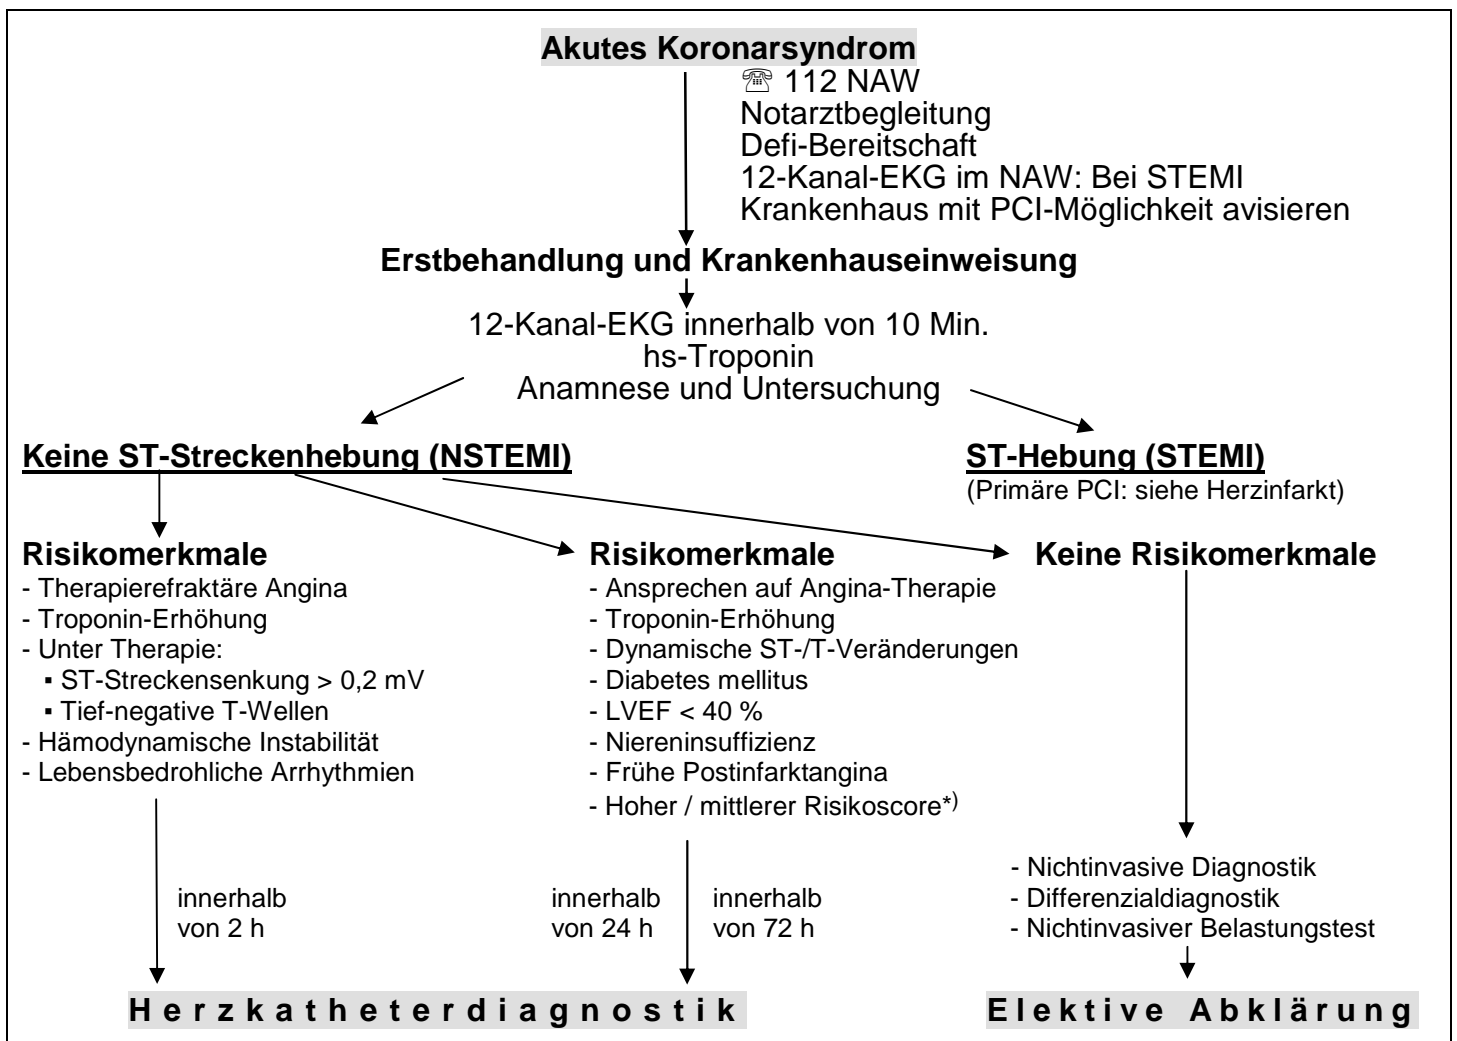 Akutes Koronarsyndrom
☏ 112 NAW
Notarztbegleitung
Defi-Bereitschaft
12-Kanal-EKG im NAW: Bei STEMI
Krankenhaus mit PCI-Möglichkeit avisieren
Erstbehandlung und Krankenhauseinweisung
12-Kanal-EKG innerhalb von 10 Min.
hs-Troponin
Anamnese und Untersuchung
Keine ST-Streckenhebung (NSTEMI)
ST-Hebung (STEMI)
(Primäre PCI: siehe Herzinfarkt)
Risikomerkmale
- Therapierefraktäre Angina
- Troponin-Erhöhung
- Unter Therapie:
▪ ST-Streckensenkung > 0,2 mV
▪ Tief-negative T-Wellen
- Hämodynamische Instabilität
- Lebensbedrohliche Arrhythmien
innerhalb
von 2 h
Risikomerkmale
- Ansprechen auf Angina-Therapie
- Troponin-Erhöhung
- Dynamische ST-/T-Veränderungen
- Diabetes mellitus
- LVEF < 40 %
- Niereninsuffizienz
- Frühe Postinfarktangina
- Hoher / mittlerer Risikoscore*)
innerhalb
von 24 h
innerhalb
von 72 h
Keine Risikomerkmale
- Nichtinvasive Diagnostik
- Differenzialdiagnostik
- Nichtinvasiver Belastungstest
Herzkatheterdiagnostik
Elektive Abklärung